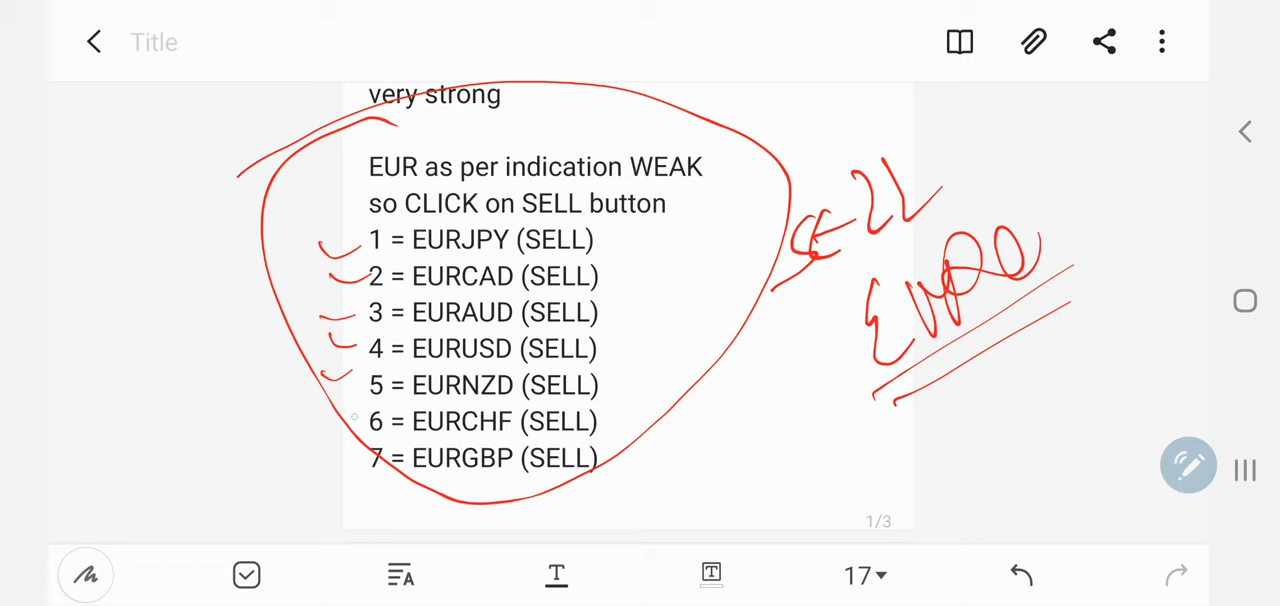 Title
very strong
EUR as per indication WEAK
so CLICK on SELL button
1 = EURJPY (SELL)
2 = EURCAD (SELL)
3 = EURAUD (SELL)
4 = EURUSD (SELL)
5 = EURNZD (SELL)
6 = EURCHF (SELL)
7 = EURGBP (SELL)
EURO
1/3
17